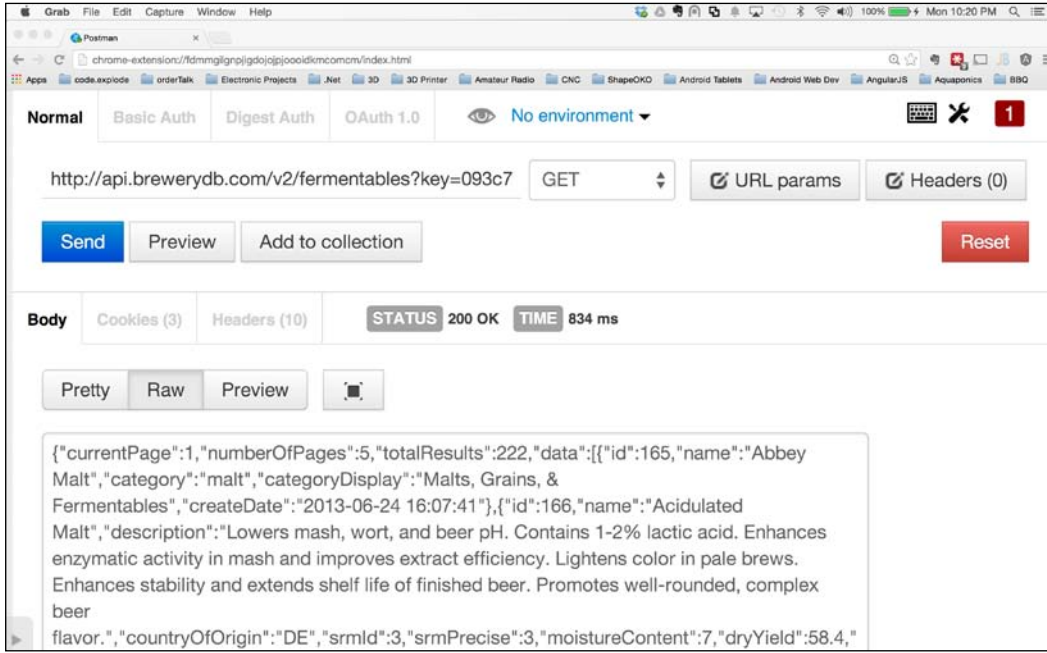 Grab File Edit Capture Window Help 100% Mon 10:20 PM
Postman
chrome-extension://fdmmgilgnpjigdojojpjoooidkmcomcm/index.html
Apps code.explode orderTalk Electronic Projects .Net 3D 3D Printer Amateur Radio CNC ShapeOKO Android Tablets Android Web Dev AngularJS Aquaponics BBQ
Normal Basic Auth Digest Auth OAuth 1.0 No environment 1
http://api.brewerydb.com/v2/fermentables?key=093c7 GET URL params Headers (0)
Send Preview Add to collection Reset
Body Cookies (3) Headers (10) STATUS 200 OK TIME 834 ms
Pretty Raw Preview
{"currentPage":1,"numberOfPages":5,"totalResults":222,"data":[{"id":165,"name":"Abbey
Malt","category":"malt","categoryDisplay":"Malts, Grains, &
Fermentables","createDate":"2013-06-24 16:07:41"},{"id":166,"name":"Acidulated
Malt","description":"Lowers mash, wort, and beer pH. Contains 1-2% lactic acid. Enhances
enzymatic activity in mash and improves extract efficiency. Lightens color in pale brews.
Enhances stability and extends shelf life of finished beer. Promotes well-rounded, complex
beer
flavor.","countryOfOrigin":"DE","srmId":3,"srmPrecise":3,"moistureContent":7,"dryYield":58.4,"